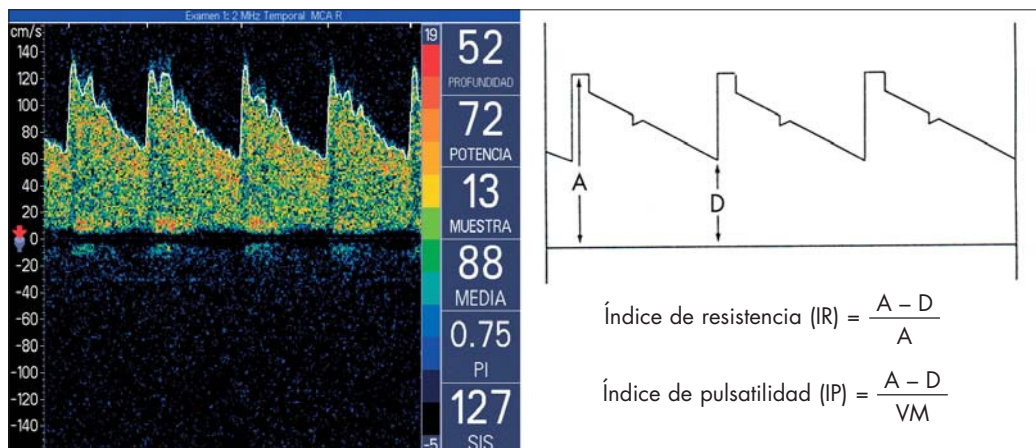 Examen 1: 2 MHz Temporal MCA R
cm/s
140
120
100
80
60
40
20
0
-20
-40
-60
-80
-100
-120
-140
19
-5
52
PROFUNDIDAD
72
POTENCIA
13
MUESTRA
88
MEDIA
0.75
PI
127
SIS
A
D
Índice de resistencia (IR) = A – D
A
Índice de pulsatilidad (IP) = A – D
VM